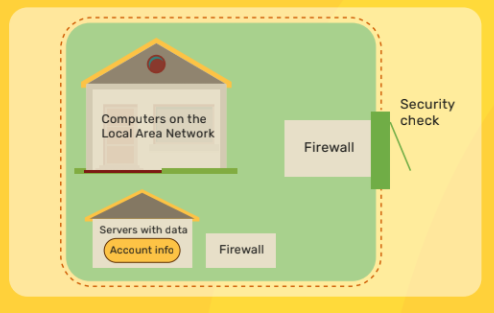 Computers on the
Local Area Network
Security
check
Firewall
Servers with data
Account info
Firewall